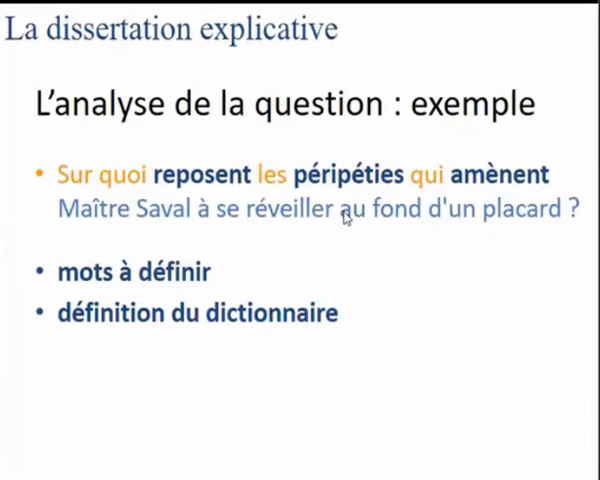 La dissertation explicative
L'analyse de la question : exemple
• Sur quoi reposent les péripéties qui amènent
Maître Saval à se réveiller au fond d'un placard ?
• mots à définir
• définition du dictionnaire